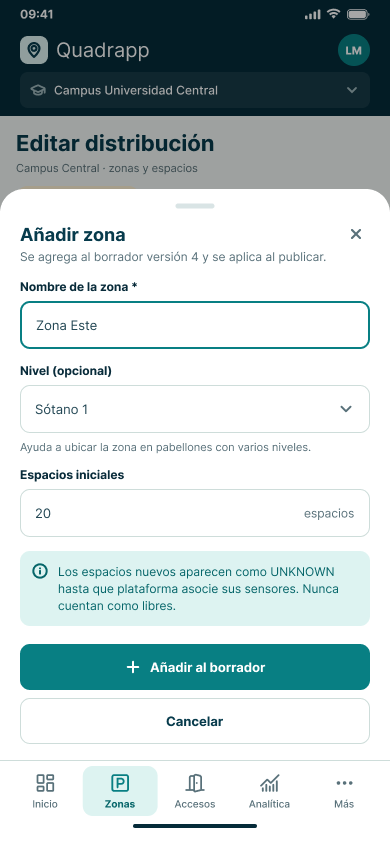 09:41
Quadrapp
LM
Campus Universidad Central
Editar distribución
Campus Central · zonas y espacios
Añadir zona
Se agrega al borrador versión 4 y se aplica al publicar.
Nombre de la zona *
Zona Este
Nivel (opcional)
Sótano 1
Ayuda a ubicar la zona en pabellones con varios niveles.
Espacios iniciales
20 espacios
Los espacios nuevos aparecen como UNKNOWN
hasta que plataforma asocie sus sensores. Nunca
cuentan como libres.
Añadir al borrador
Cancelar
Inicio Zonas Accesos Analítica Más